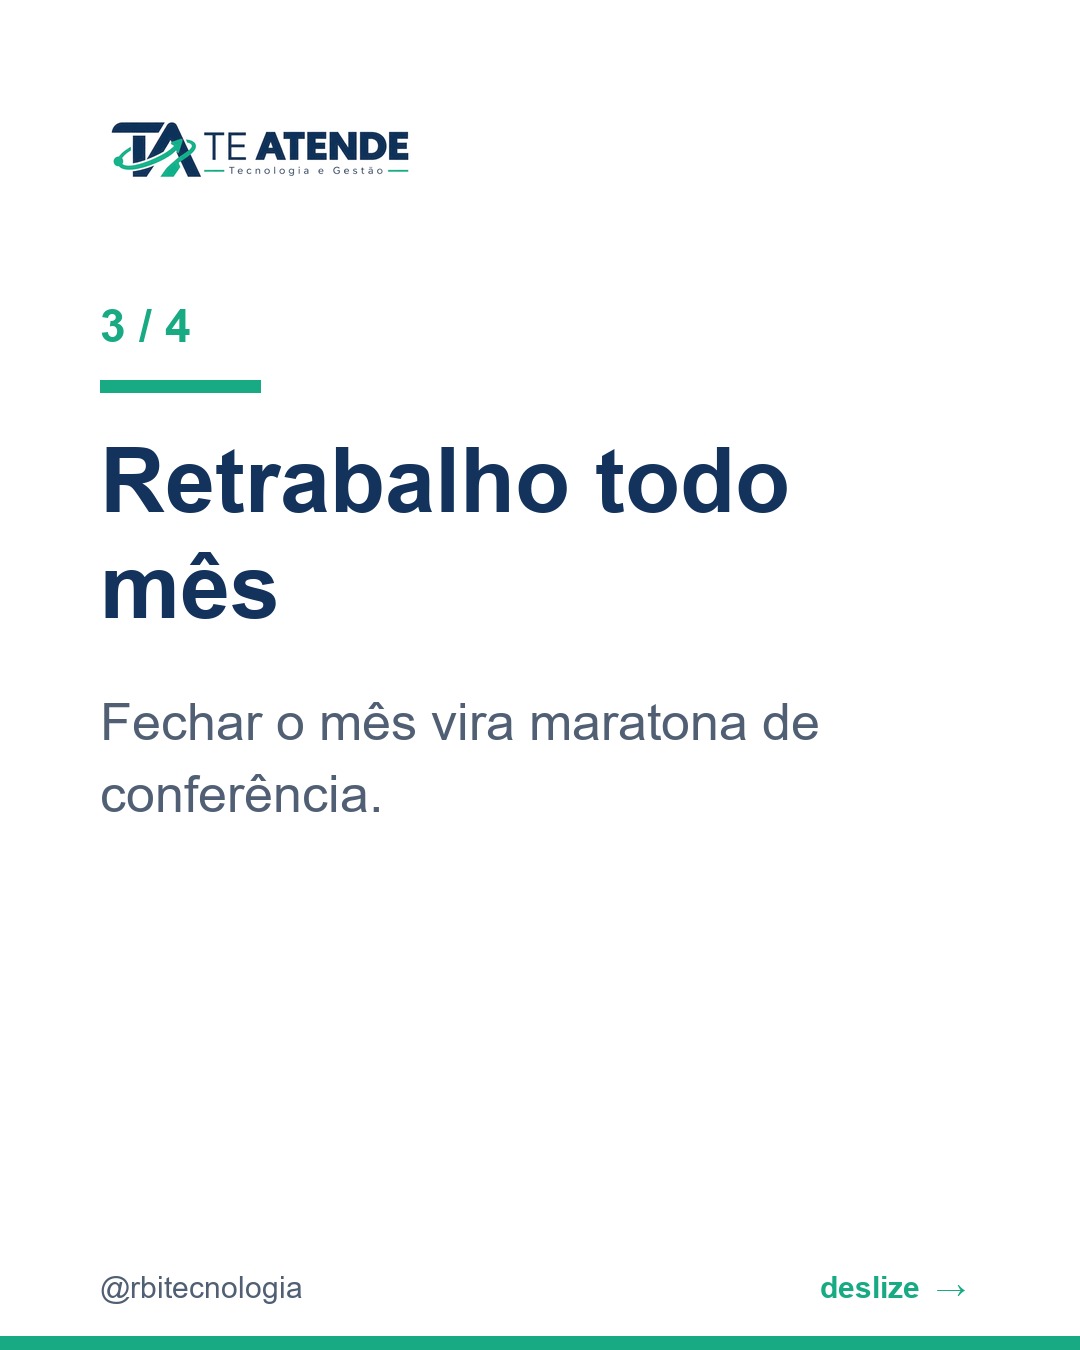 TA TE ATENDE
Tecnologia e Gestão
3 / 4
Retrabalho todo
mês
Fechar o mês vira maratona de
conferência.
@rbitecnologia
deslize →